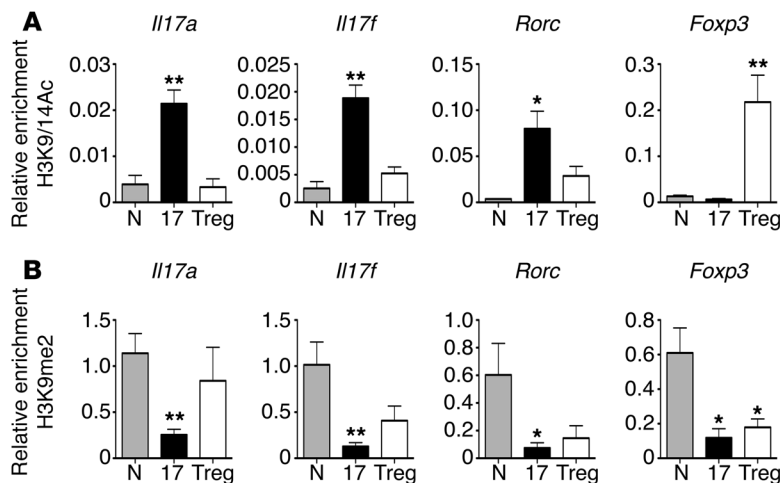 A
Il17a Il17f Rorc Foxp3
Relative enrichment
H3K9/14Ac
0.03 0.02 0.01 0
0.025 0.020 0.015 0.010 0.005 0
0.15 0.10 0.05 0
0.3 0.2 0.1 0
** ** * **
N 17 Treg N 17 Treg N 17 Treg N 17 Treg
B
Il17a Il17f Rorc Foxp3
Relative enrichment
H3K9me2
1.5 1.0 0.5 0
1.5 1.0 0.5 0
1.0 0.8 0.6 0.4 0.2 0
0.8 0.6 0.4 0.2 0
** ** * * *
N 17 Treg N 17 Treg N 17 Treg N 17 Treg